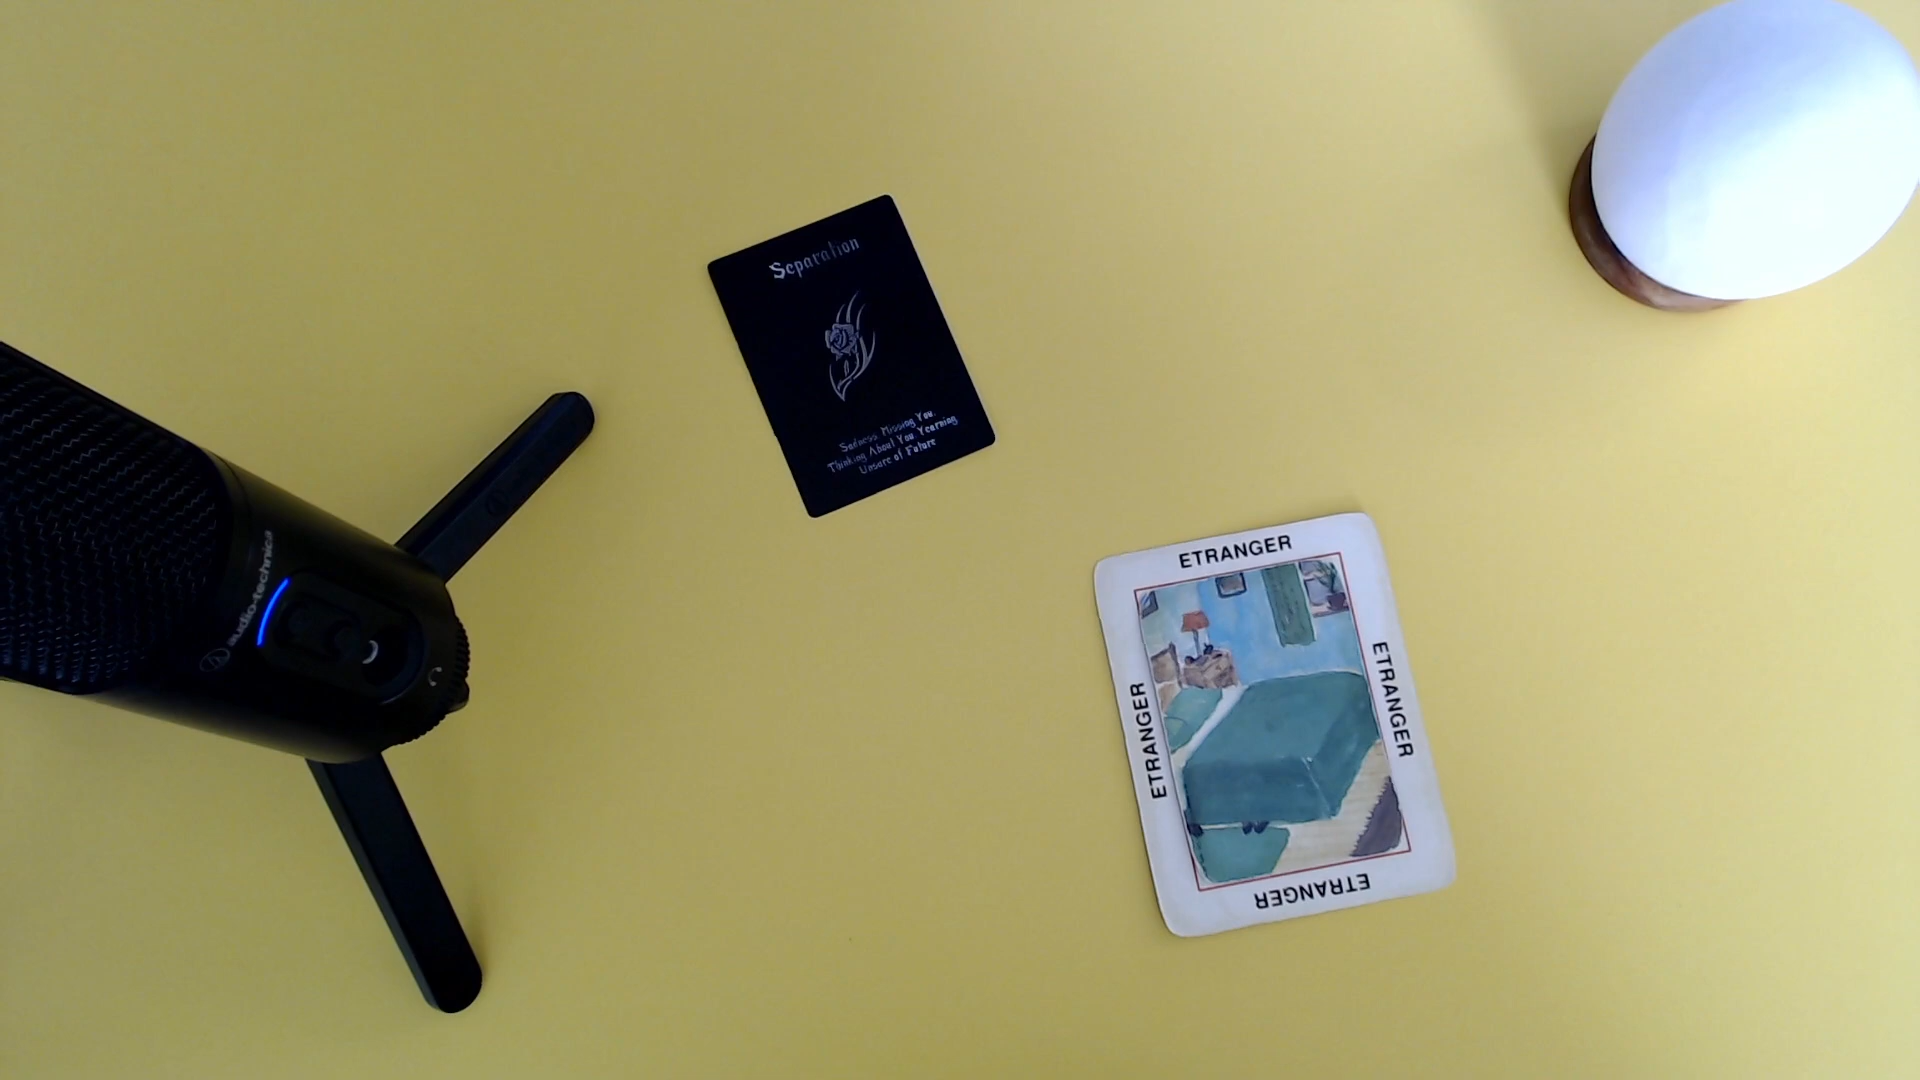 Separation
Sadness. Missing You.
Thinking About You. Yearning
Unsure of Future
audio-technica
ETRANGER
ETRANGER
ETRANGER
ETRANGER